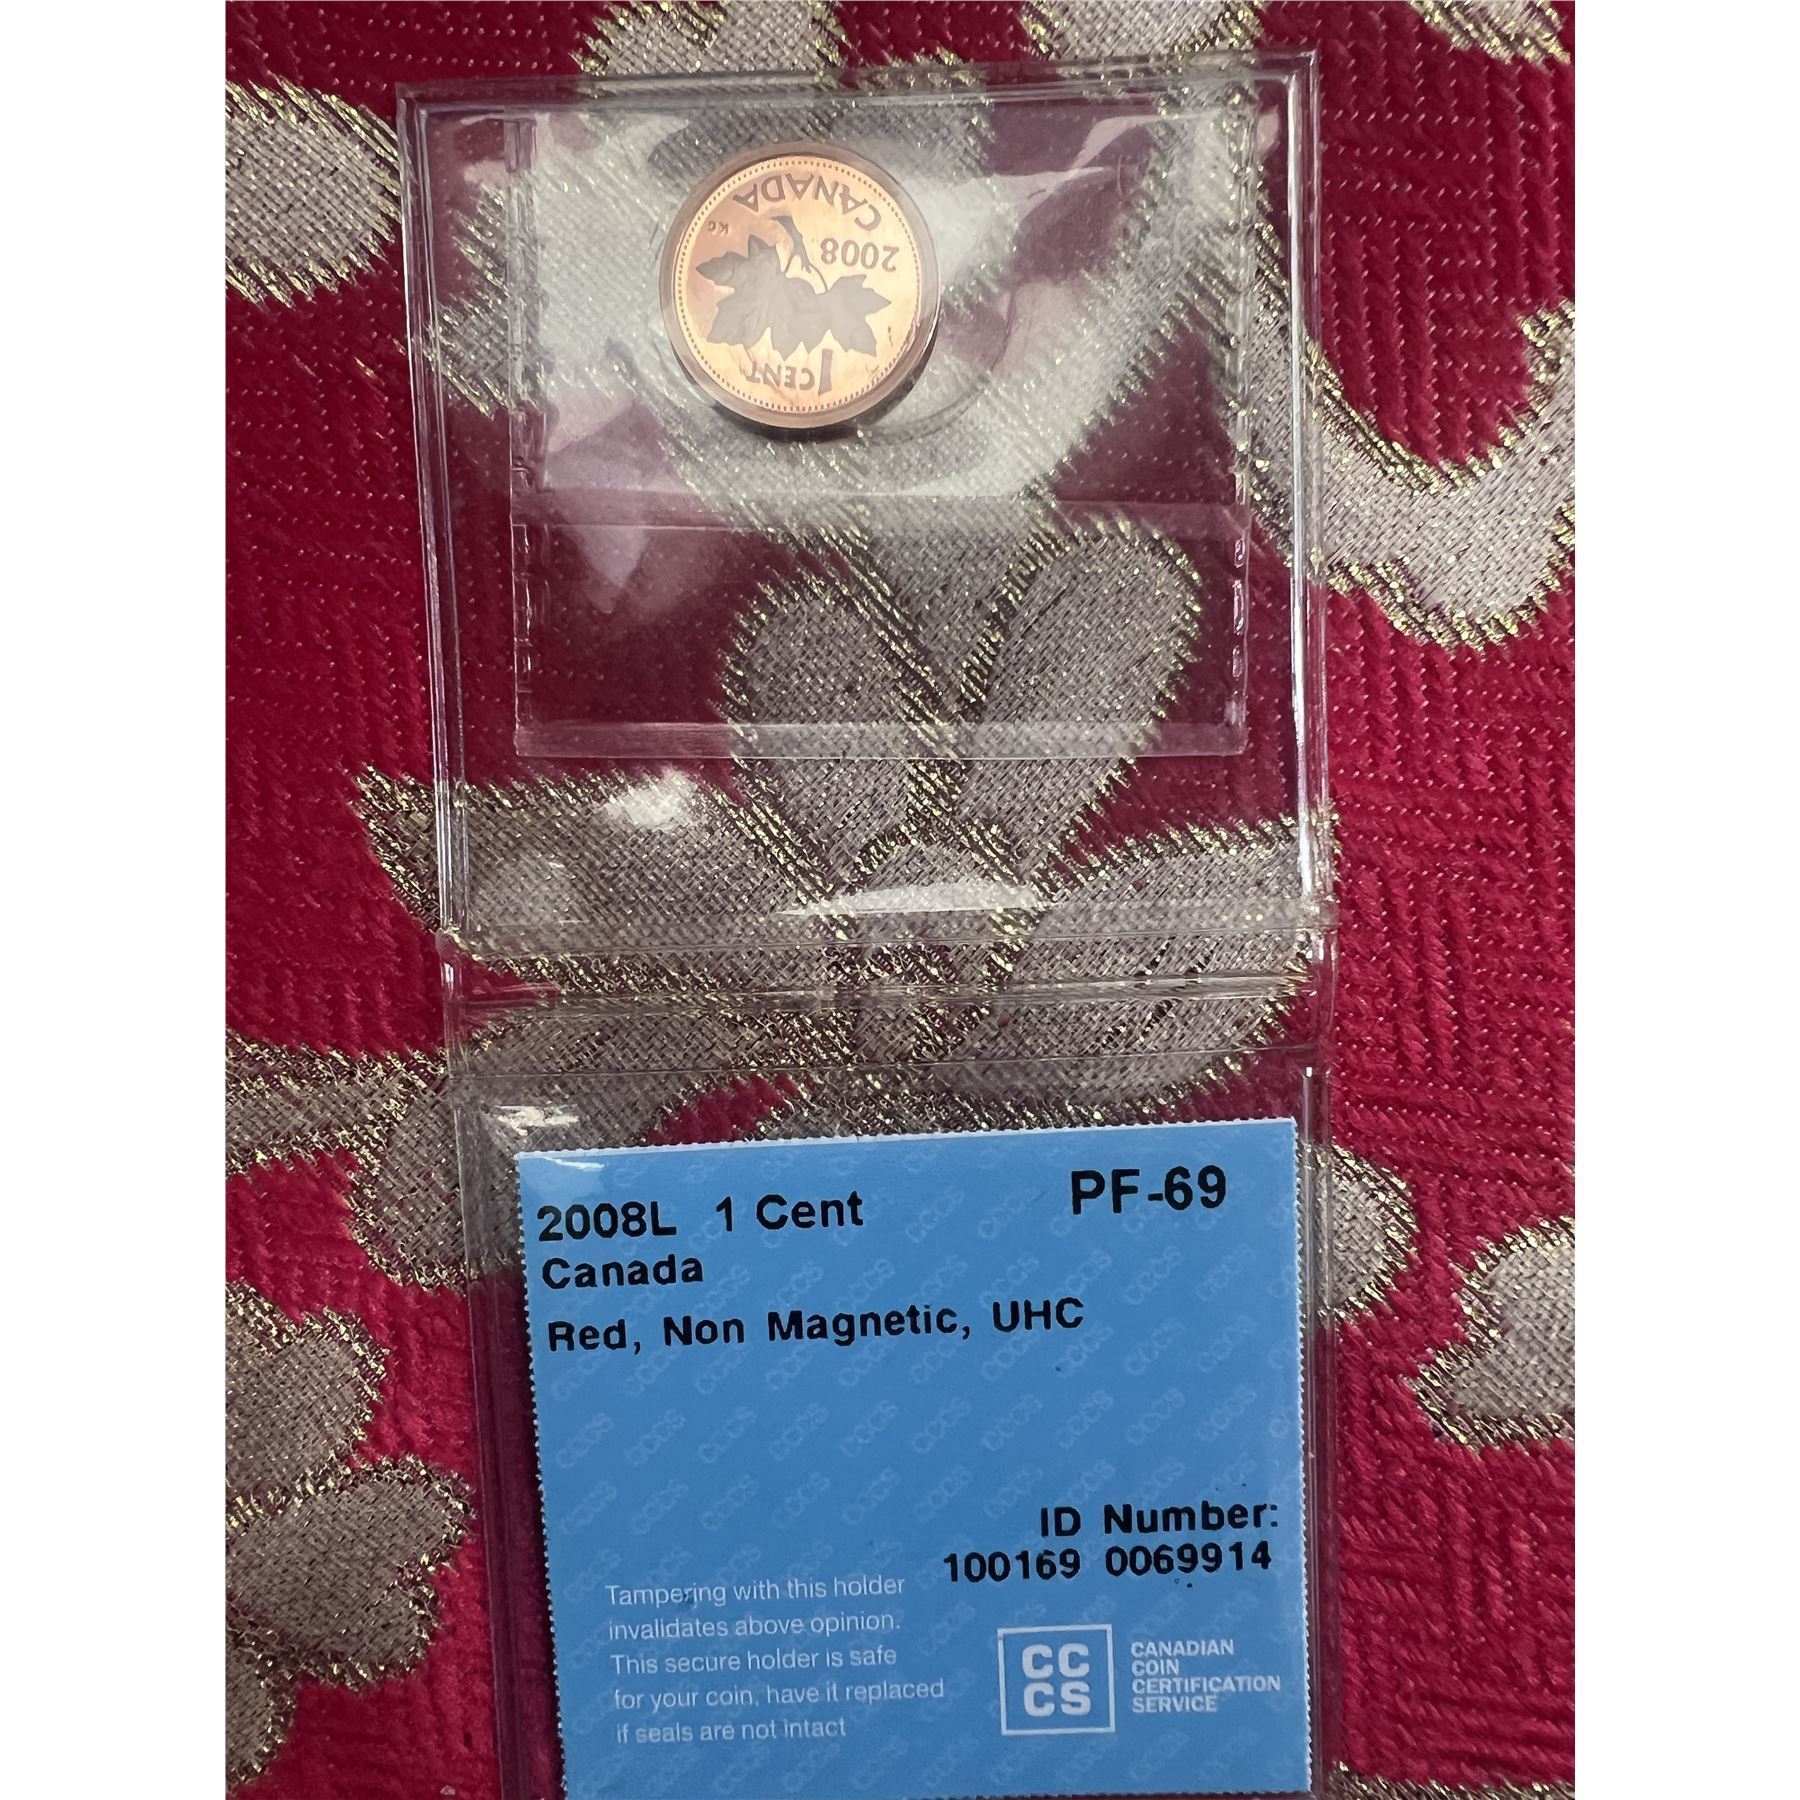 CANADA
KG
2008
1 CENT
2008L 1 Cent PF-69
Canada
Red, Non Magnetic, UHC
ID Number:
100169 0069914
Tampering with this holder
invalidates above opinion.
This secure holder is safe
for your coin, have it replaced
if seals are not intact
CC
CS
CANADIAN
COIN
CERTIFICATION
SERVICE